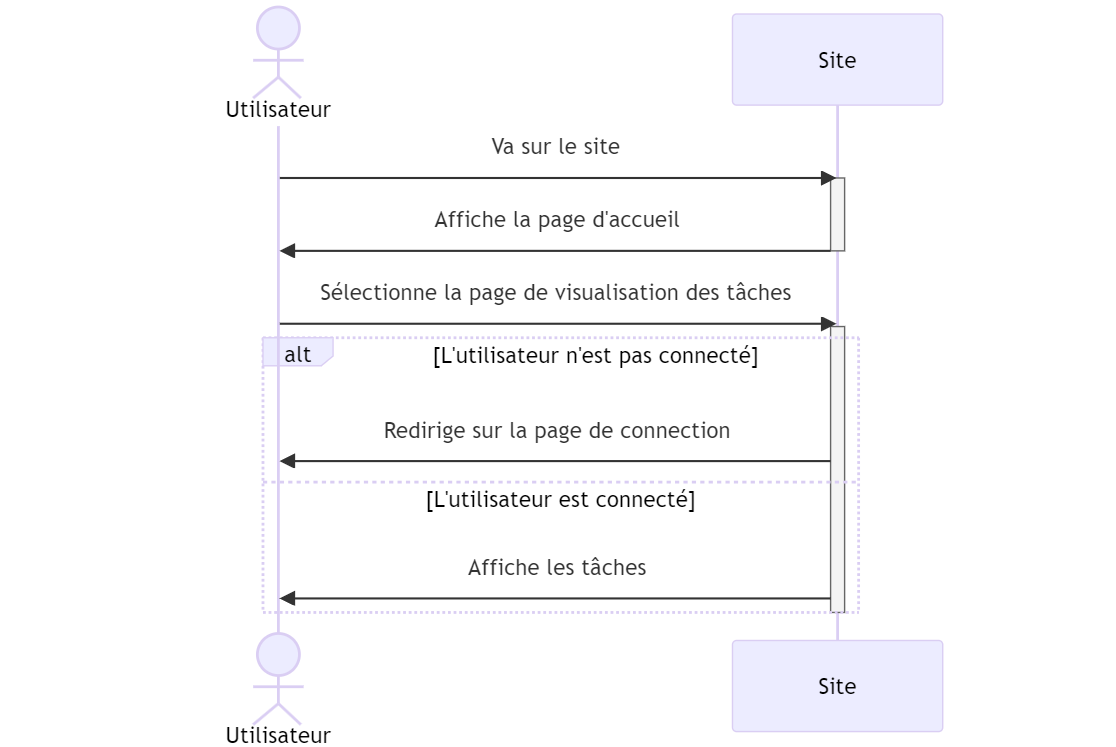 Utilisateur
Site
Va sur le site
Affiche la page d'accueil
Sélectionne la page de visualisation des tâches
alt
[L'utilisateur n'est pas connecté]
Redirige sur la page de connection
[L'utilisateur est connecté]
Affiche les tâches
Utilisateur
Site